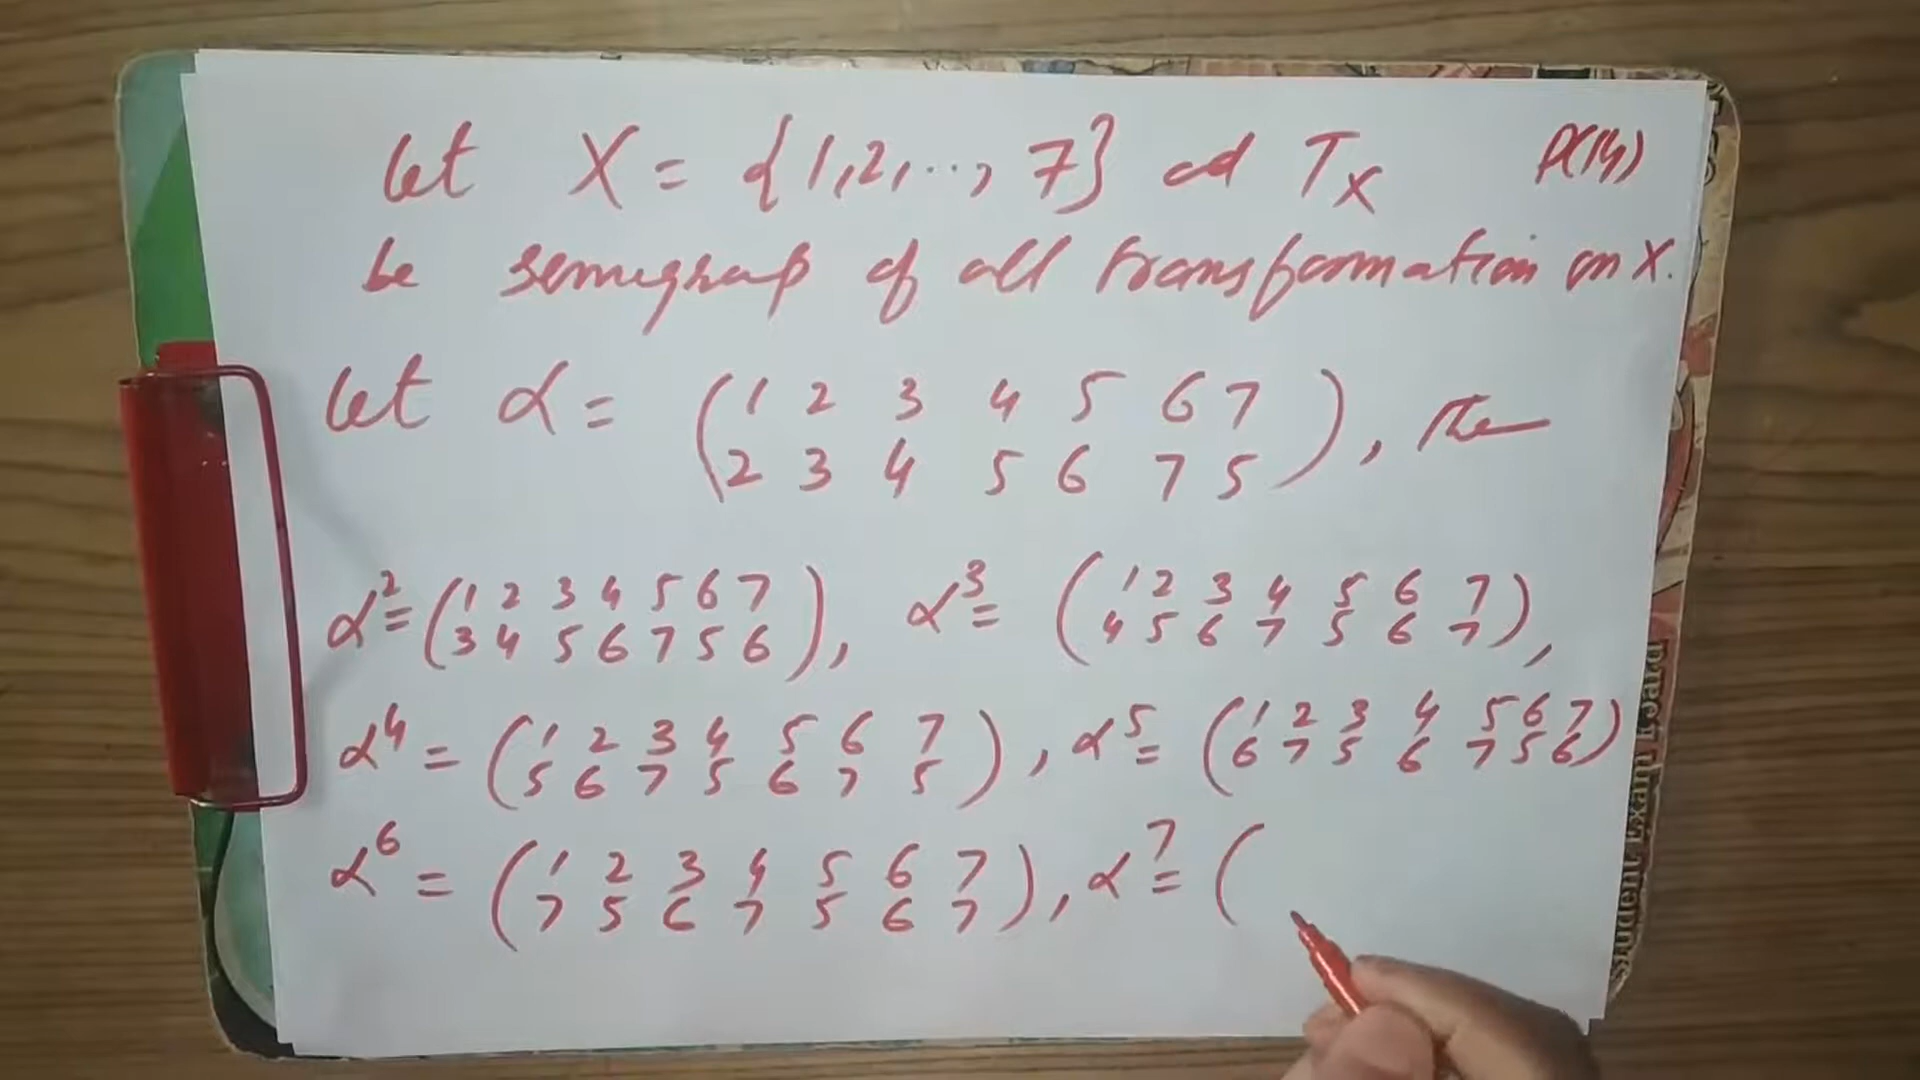 Let X = {1,2,..., 7} ad Tx P(14)
be semigroup of all transformation on X.
Let α = (1 2 3 4 5 6 7
2 3 4 5 6 7 5), then
α² = (1 2 3 4 5 6 7
3 4 5 6 7 5 6), α³ = (1 2 3 4 5 6 7
4 5 6 7 5 6 7),
α⁴ = (1 2 3 4 5 6 7
5 6 7 5 6 7 5), α⁵ = (1 2 3 4 5 6 7
6 7 5 6 7 5 6)
α⁶ = (1 2 3 4 5 6 7
7 5 6 7 5 6 7), α⁷ = (
Student Exam Board